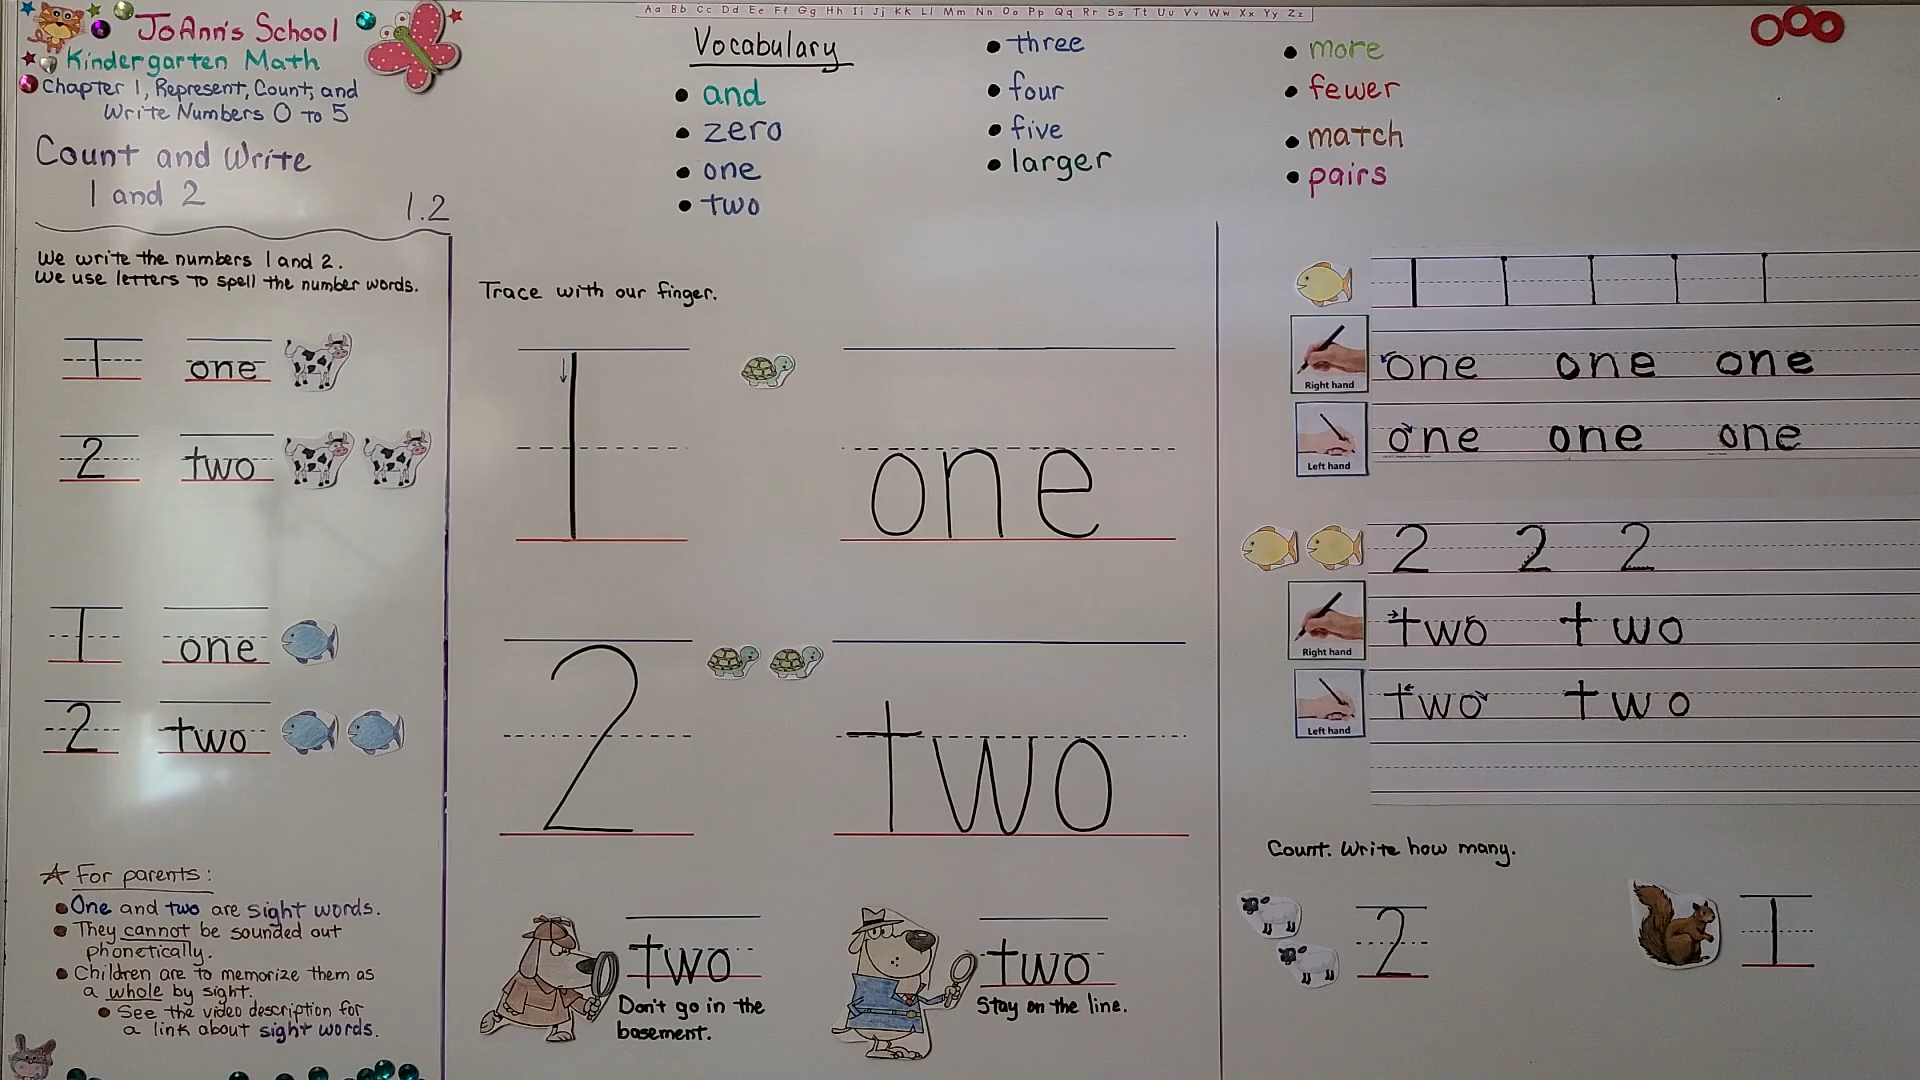 Aa Bb Cc Dd Ee Ff Gg Hh Ii Jj Kk Ll Mm Nn Oo Pp Qq Rr Ss Tt Uu Vv Ww Xx Yy Zz
JoAnn's School
Kindergarten Math
Chapter 1, Represent, Count, and
Write Numbers 0 to 5
Count and Write
1 and 2
1.2
Vocabulary
and
zero
one
two
three
four
five
larger
more
fewer
match
pairs
We write the numbers 1 and 2.
We use letters to spell the number words.
1 one
2 two
1 one
2 two
For parents:
One and two are sight words.
They cannot be sounded out
phonetically.
Children are to memorize them as
a whole by sight.
See the video description for
a link about sight words.
Trace with our finger.
1 one
2 two
two
Don't go in the
basement.
two
Stay on the line.
1 1 1 1 1
Right hand
one one one
Left hand
one one one
2 2 2
Right hand
two two
Left hand
two two
Count. Write how many.
2 1